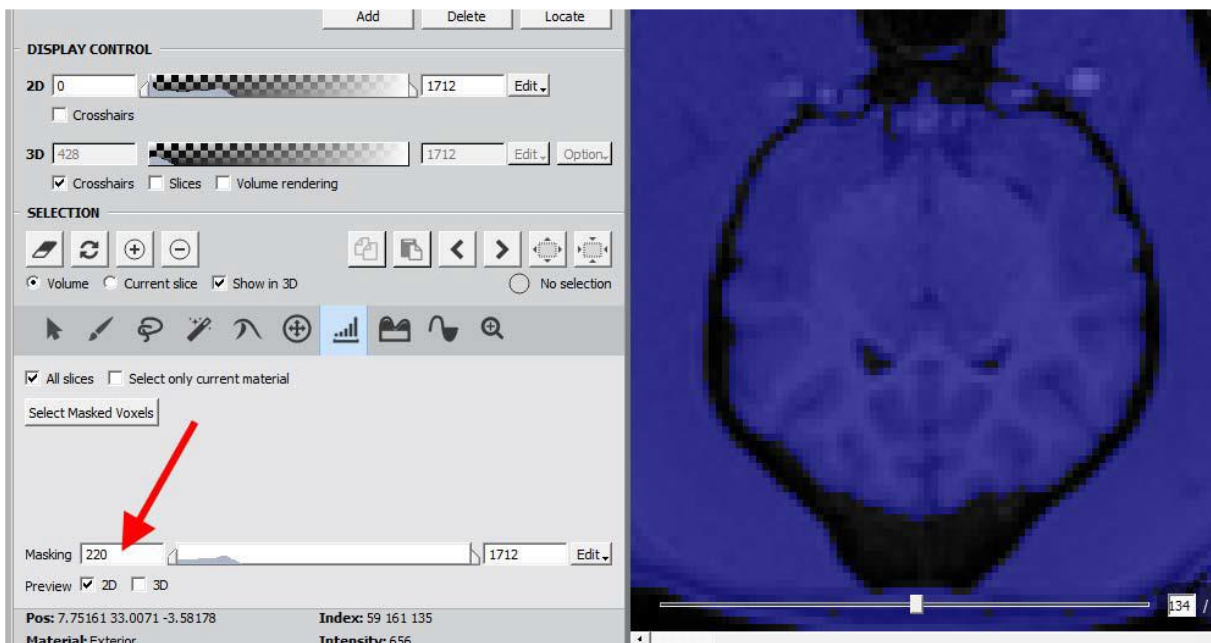 Add Delete Locate
DISPLAY CONTROL
2D 0 1712 Edit
Crosshairs
3D 428 1712 Edit Option
Crosshairs Slices Volume rendering
SELECTION
Volume Current slice Show in 3D No selection
All slices Select only current material
Select Masked Voxels
Masking 220 1712 Edit
Preview 2D 3D
134 /
Pos: 7.75161 33.0071 -3.58178 Index: 59 161 135
Material: Exterior Intensity: 656